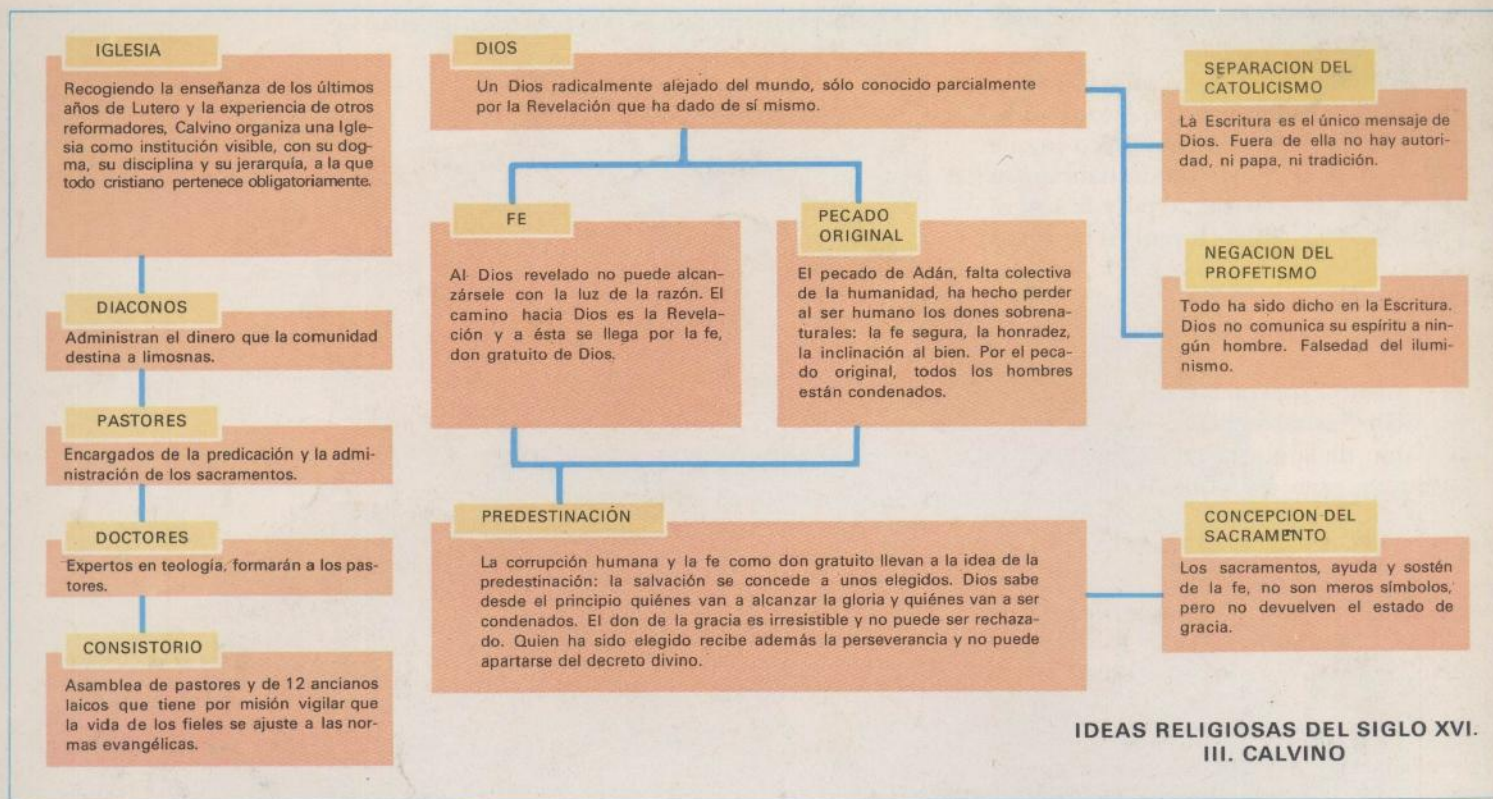 IGLESIA
Recogiendo la enseñanza de los últimos
años de Lutero y la experiencia de otros
reformadores, Calvino organiza una Igle-
sia como institución visible, con su dog-
ma, su disciplina y su jerarquía, a la que
todo cristiano pertenece obligatoriamente.
DIACONOS
Administran el dinero que la comunidad
destina a limosnas.
PASTORES
Encargados de la predicación y la admi-
nistración de los sacramentos.
DOCTORES
Expertos en teología, formarán a los pas-
tores.
CONSISTORIO
Asamblea de pastores y de 12 ancianos
laicos que tiene por misión vigilar que
la vida de los fieles se ajuste a las nor-
mas evangélicas.
DIOS
Un Dios radicalmente alejado del mundo, sólo conocido parcialmente
por la Revelación que ha dado de sí mismo.
FE
Al Dios revelado no puede alcan-
zársele con la luz de la razón. El
camino hacia Dios es la Revela-
ción y a ésta se llega por la fe,
don gratuito de Dios.
PECADO
ORIGINAL
El pecado de Adán, falta colectiva
de la humanidad, ha hecho perder
al ser humano los dones sobrena-
turales: la fe segura, la honradez,
la inclinación al bien. Por el peca-
do original, todos los hombres
están condenados.
PREDESTINACIÓN
La corrupción humana y la fe como don gratuito llevan a la idea de la
predestinación: la salvación se concede a unos elegidos. Dios sabe
desde el principio quiénes van a alcanzar la gloria y quiénes van a ser
condenados. El don de la gracia es irresistible y no puede ser rechaza-
do. Quien ha sido elegido recibe además la perseverancia y no puede
apartarse del decreto divino.
SEPARACION DEL
CATOLICISMO
La Escritura es el único mensaje de
Dios. Fuera de ella no hay autori-
dad, ni papa, ni tradición.
NEGACION DEL
PROFETISMO
Todo ha sido dicho en la Escritura.
Dios no comunica su espíritu a nin-
gún hombre. Falsedad del ilumi-
nismo.
CONCEPCION DEL
SACRAMENTO
Los sacramentos, ayuda y sostén
de la fe, no son meros símbolos,
pero no devuelven el estado de
gracia.
IDEAS RELIGIOSAS DEL SIGLO XVI.
III. CALVINO